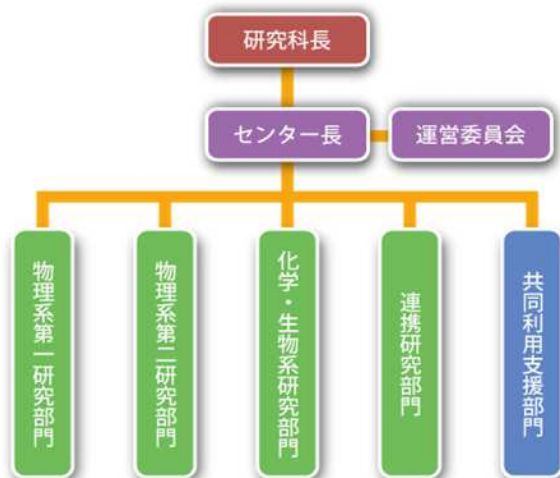 研究科長
センター長
運営委員会
物理系第一研究部門
物理系第二研究部門
化学・生物系研究部門
連携研究部門
共同利用支援部門